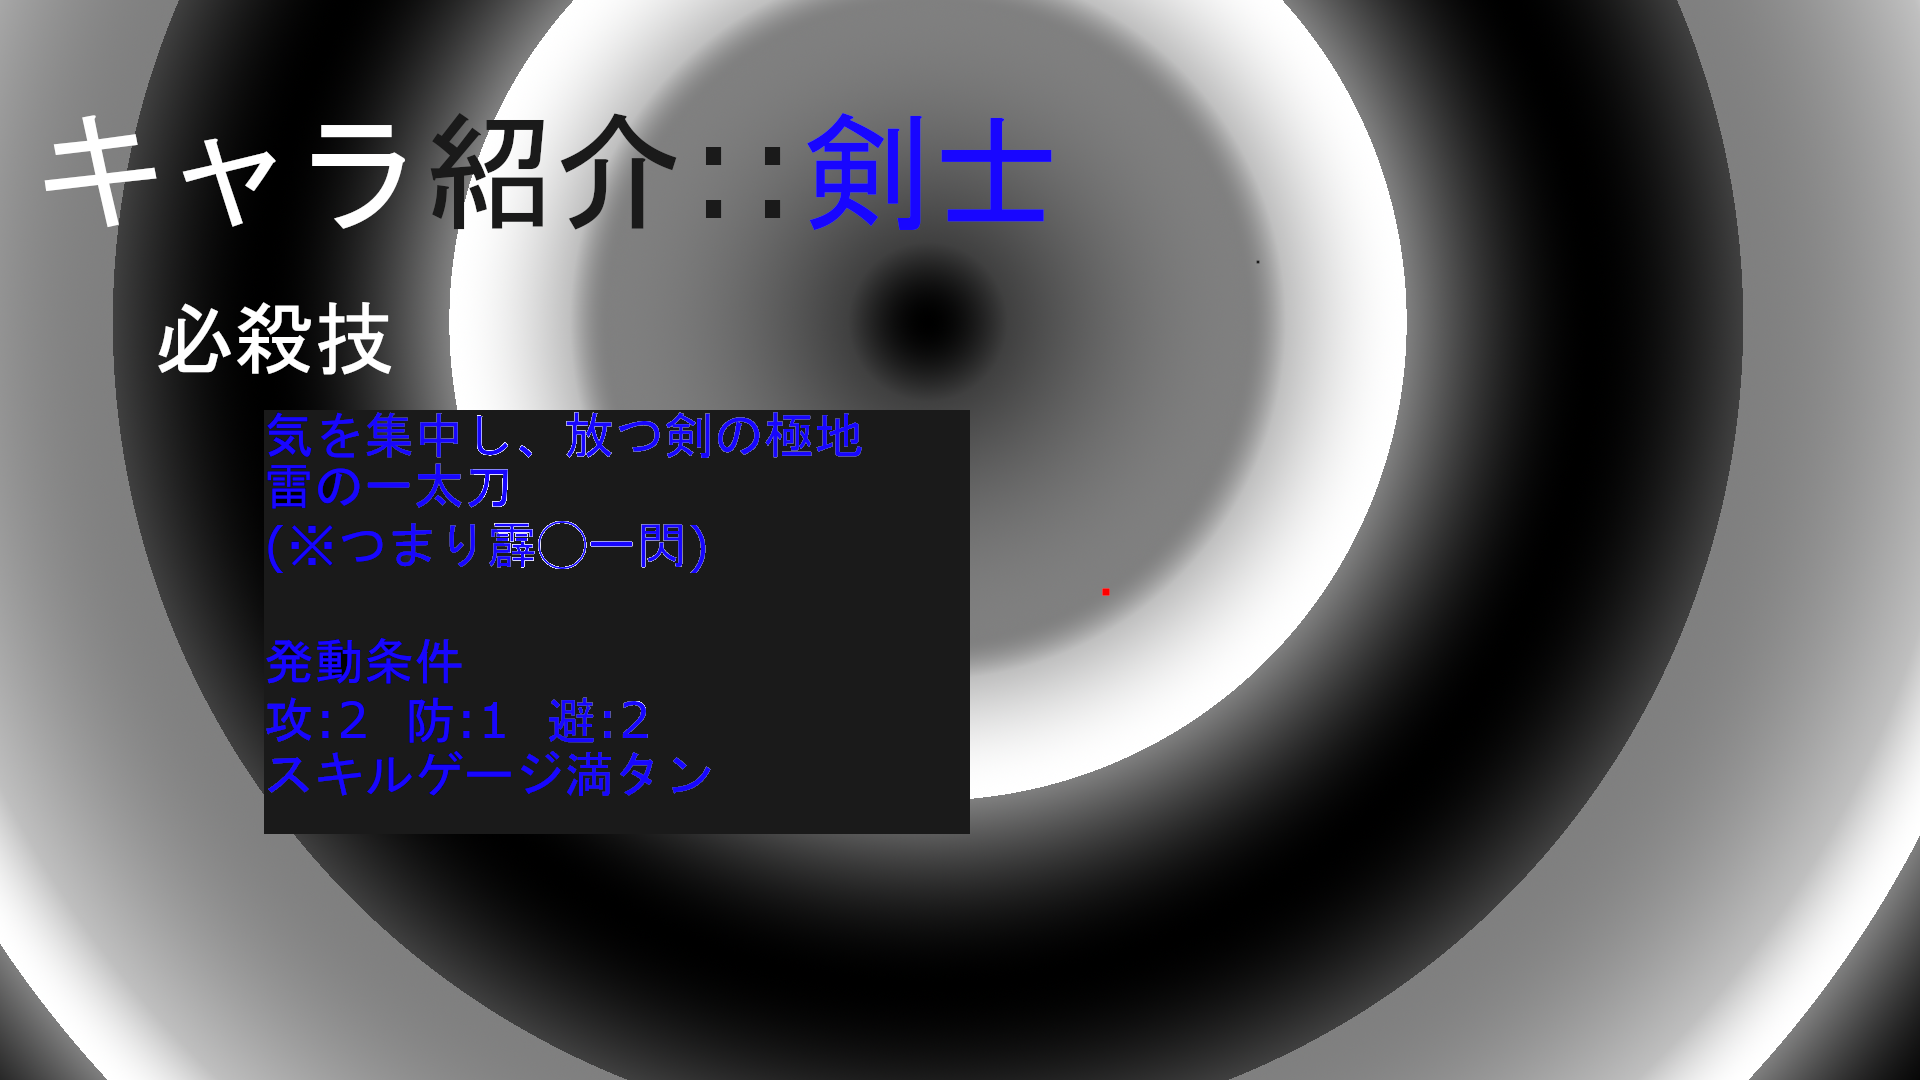 キャラ紹介::剣士
必殺技
気を集中し、放つ剣の極地
雷の一太刀
(※つまり霹◯一閃)
発動条件
攻:2　防:1　避:2
スキルゲージ満タン